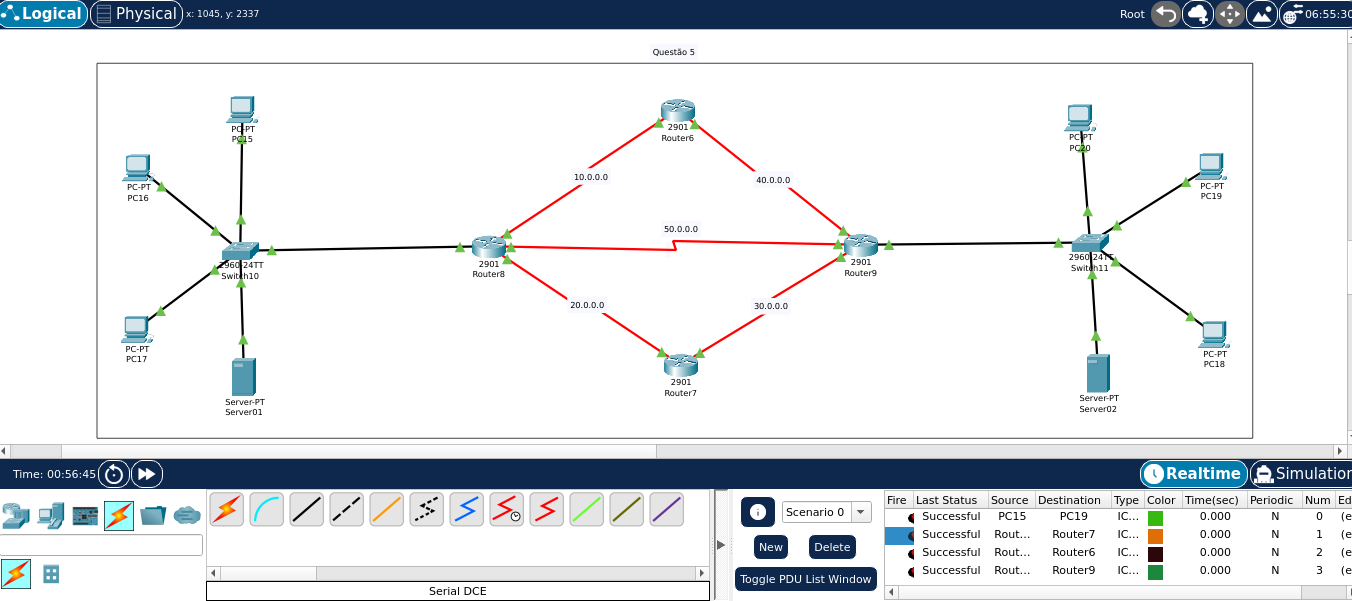 Logical
Physical
x: 1045, y: 2337
Root
06:55:30
Questão 5
PC-PT
PC15
PC-PT
PC16
2960-24TT
Switch10
PC-PT
PC17
Server-PT
Server01
2901
Router6
10.0.0.0
40.0.0.0
50.0.0.0
2901
Router8
2901
Router9
20.0.0.0
30.0.0.0
2901
Router7
PC-PT
PC20
PC-PT
PC19
2960-24TT
Switch11
PC-PT
PC18
Server-PT
Server02
Time: 00:56:45
Realtime
Simulation
Scenario 0
New
Delete
Toggle PDU List Window
Serial DCE
Fire Last Status Source Destination Type Color Time(sec) Periodic Num Ed
Successful PC15 PC19 IC... 0.000 N 0 (e
Successful Rout... Router7 IC... 0.000 N 1 (e
Successful Rout... Router6 IC... 0.000 N 2 (e
Successful Rout... Router9 IC... 0.000 N 3 (e